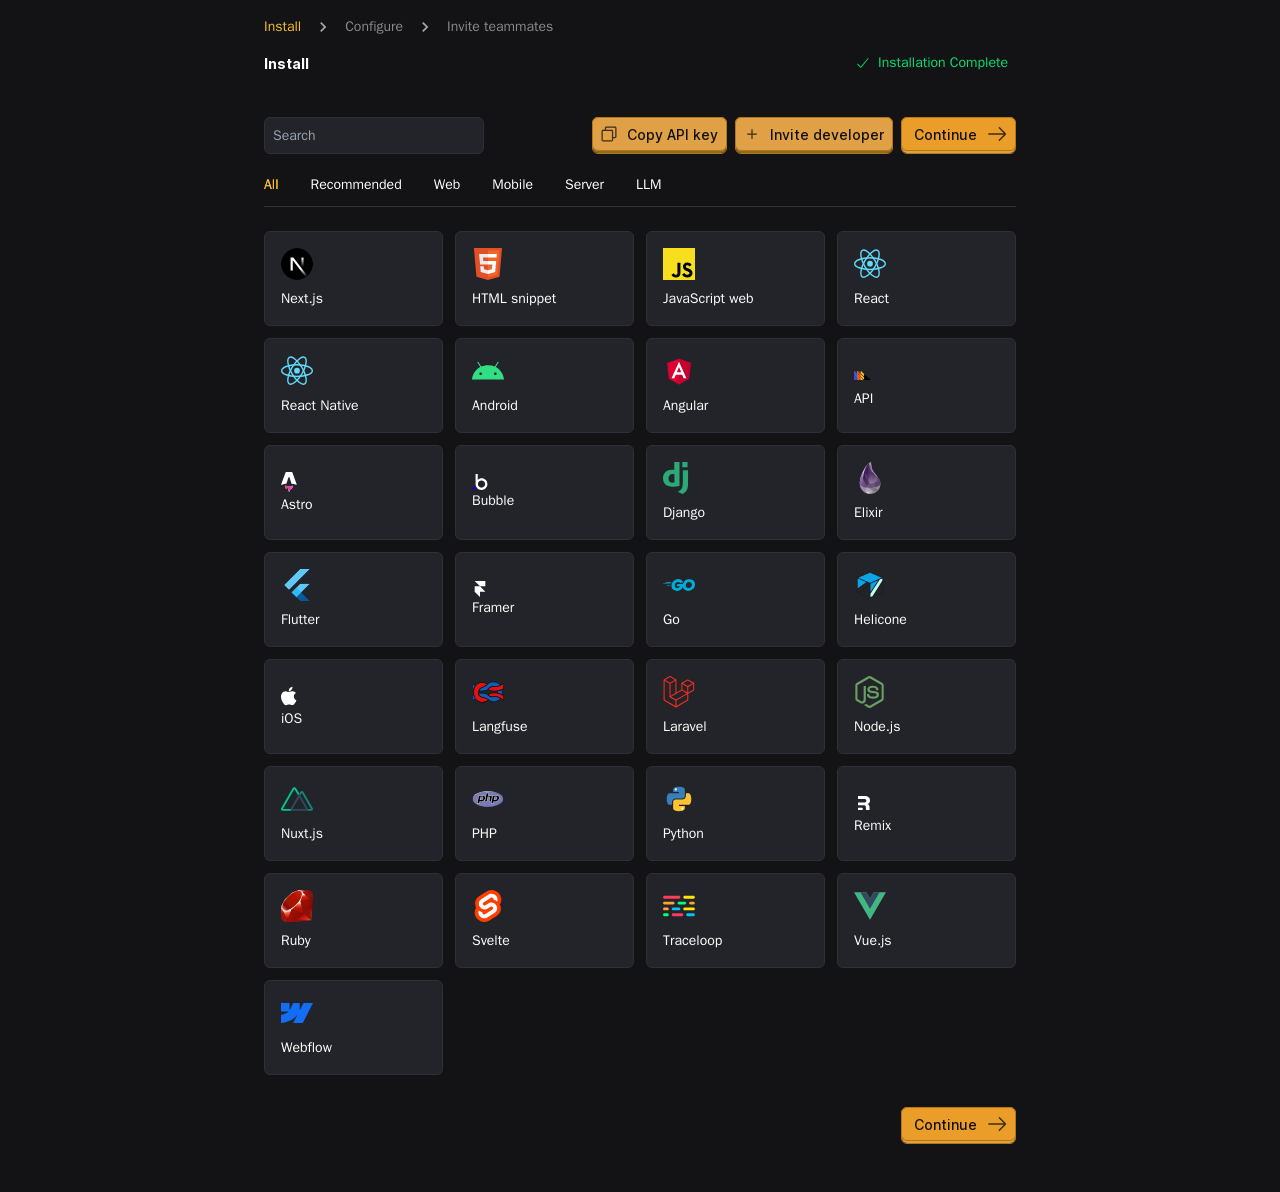 Install > Configure > Invite teammates
Install
Installation Complete
Search
Copy API key
Invite developer
Continue
All Recommended Web Mobile Server LLM
Next.js
HTML snippet
JS
JavaScript web
React
React Native
Android
Angular
API
Astro
Bubble
dj
Django
Elixir
Flutter
Framer
GO
Go
Helicone
iOS
Langfuse
Laravel
JS
Node.js
Nuxt.js
php
PHP
Python
Remix
Ruby
Svelte
Traceloop
Vue.js
Webflow
Continue